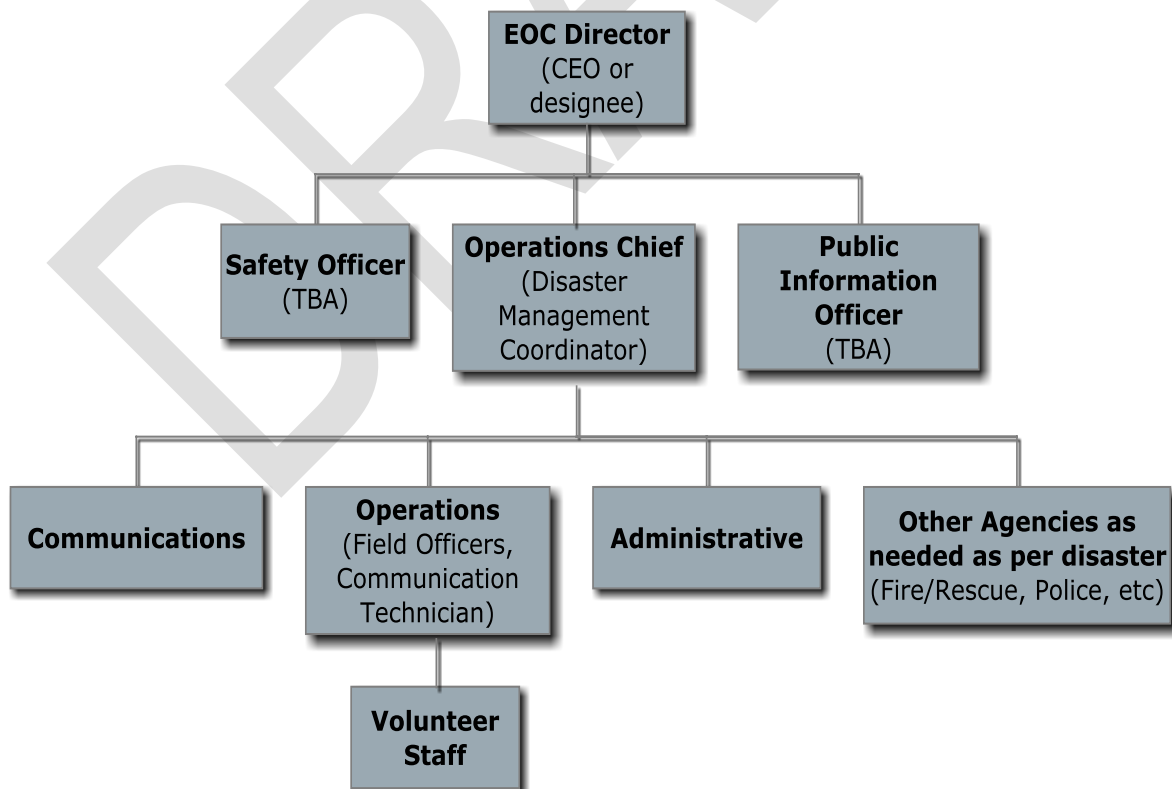 EOC Director
(CEO or
designee)
Safety Officer
(TBA)
Operations Chief
(Disaster
Management
Coordinator)
Public
Information
Officer
(TBA)
Communications
Operations
(Field Officers,
Communication
Technician)
Administrative
Other Agencies as
needed as per disaster
(Fire/Rescue, Police, etc)
Volunteer
Staff